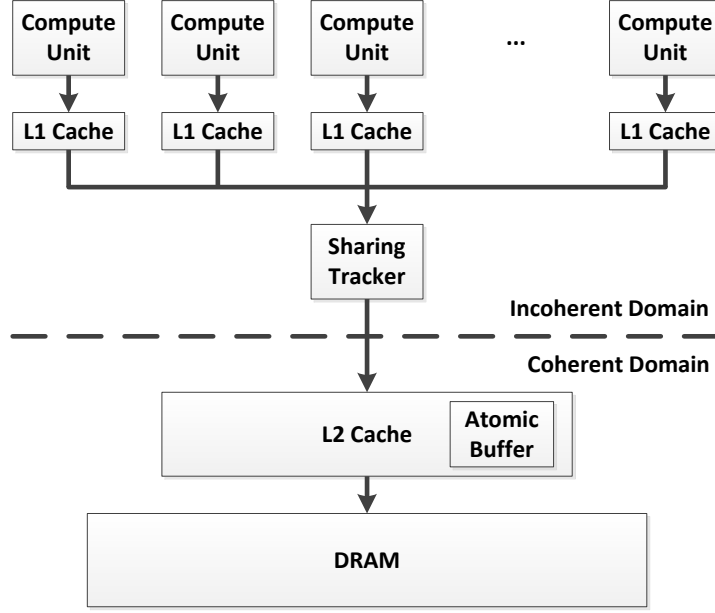 Compute
Unit
Compute
Unit
Compute
Unit
...
Compute
Unit
L1 Cache
L1 Cache
L1 Cache
L1 Cache
Sharing
Tracker
Incoherent Domain
Coherent Domain
L2 Cache
Atomic
Buffer
DRAM